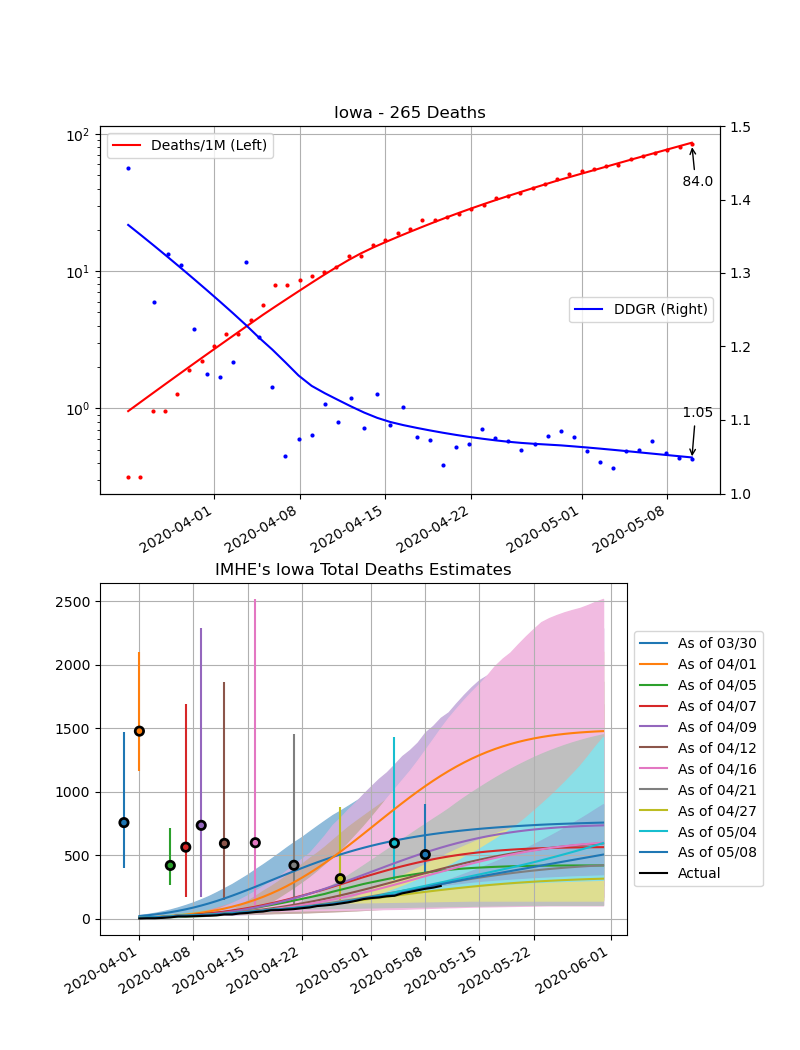 Iowa - 265 Deaths
10²
10¹
10⁰
Deaths/1M (Left)
DDGR (Right)
84.0
1.05
1.5
1.4
1.3
1.2
1.1
1.0
2020-04-01
2020-04-08
2020-04-15
2020-04-22
2020-05-01
2020-05-08
IMHE's Iowa Total Deaths Estimates
2500
2000
1500
1000
500
0
As of 03/30
As of 04/01
As of 04/05
As of 04/07
As of 04/09
As of 04/12
As of 04/16
As of 04/21
As of 04/27
As of 05/04
As of 05/08
Actual
2020-04-01
2020-04-08
2020-04-15
2020-04-22
2020-05-01
2020-05-08
2020-05-15
2020-05-22
2020-06-01